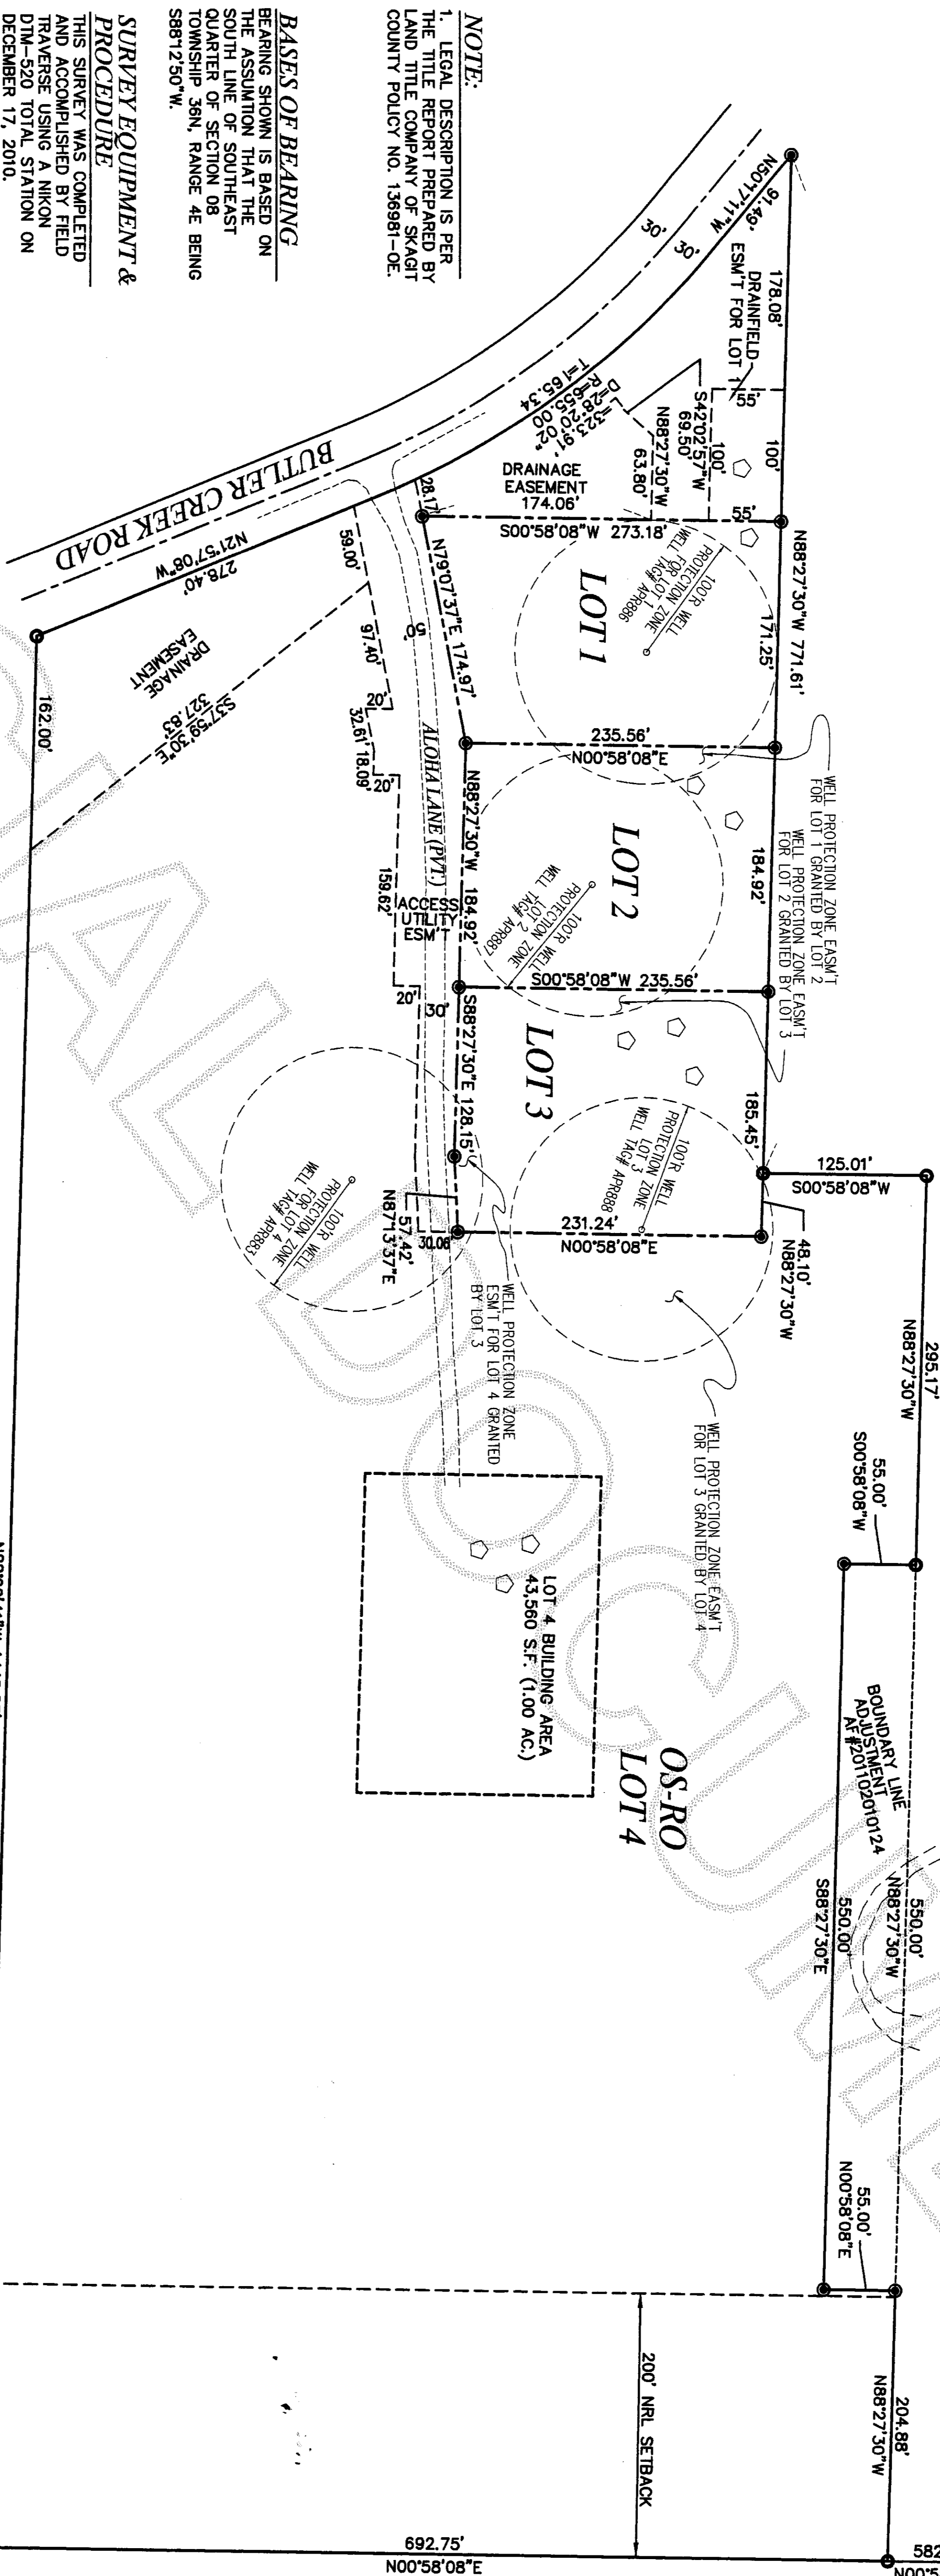 NOTE:
1. LEGAL DESCRIPTION IS PER
THE TITLE REPORT PREPARED BY
LAND TITLE COMPANY OF SKAGIT
COUNTY POLICY NO. 136981-OE.
BASES OF BEARING
BEARING SHOWN IS BASED ON
THE ASSUMTION THAT THE
SOUTH LINE OF SOUTHEAST
QUARTER OF SECTION 08
TOWNSHIP 36N, RANGE 4E BEING
S88°12'50"W.
SURVEY EQUIPMENT &
PROCEDURE
THIS SURVEY WAS COMPLETED
AND ACCOMPLISHED BY FIELD
TRAVERSE USING A NIKON
DTM-520 TOTAL STATION ON
DECEMBER 17, 2010.
N50°17'11"W
91.49'
30'
30'
178.08'
DRAINFIELD
ESM'T FOR LOT 1
55'
100'
100'
55'
S42°02'57"W
69.50'
N88°27'30"W
63.80'
=323.91'
D=28°20'02"
R=655.00
T=165.34
DRAINAGE
EASEMENT
174.06'
S00°58'08"W 273.18'
28.17'
BUTLER CREEK ROAD
N21°57'08"W
278.40'
59.00'
97.40'
50'
20'
32.61'
18.09'
20'
159.62'
20'
30'
DRAINAGE
EASEMENT
S37°59'30"E
327.83'
162.00'
N88°27'30"W 771.61'
171.25'
100'R WELL
PROTECTION ZONE
FOR LOT 1
WELL TAG# APR886
LOT 1
N79°07'37"E 174.97'
235.56'
N00°58'08"E
WELL PROTECTION ZONE EASM'T
FOR LOT 1 GRANTED BY LOT 2
WELL PROTECTION ZONE EASM'T
FOR LOT 2 GRANTED BY LOT 3
184.92'
LOT 2
100'R WELL
PROTECTION ZONE
LOT 2
WELL TAG# APR887
N88°27'30"W 184.92'
ALOHA LANE (PVT.)
ACCESS
UTILITY
ESM'T
S00°58'08"W 235.56'
185.45'
LOT 3
100'R WELL
PROTECTION ZONE
LOT 3
WELL TAG# APR888
S88°27'30"E 128.15'
57.42'
N87°13'37"E
30.06'
231.24'
N00°58'08"E
125.01'
S00°58'08"W
48.10'
N88°27'30"W
100'R WELL
PROTECTION ZONE
FOR LOT 4
WELL TAG# APR883
WELL PROTECTION ZONE
ESM'T FOR LOT 4 GRANTED
BY LOT 3
WELL PROTECTION ZONE EASM'T
FOR LOT 3 GRANTED BY LOT 4
295.17'
N88°27'30"W
55.00'
S00°58'08"W
LOT 4 BUILDING AREA
43,560 S.F. (1.00 AC.)
OS-RO
LOT 4
BOUNDARY LINE
ADJUSTMENT
AF#201102010124
550.00'
N88°27'30"W
550.00'
S88°27'30"E
55.00'
N00°58'08"E
204.88'
N88°27'30"W
200' NRL SETBACK
692.75'
N00°58'08"E
582